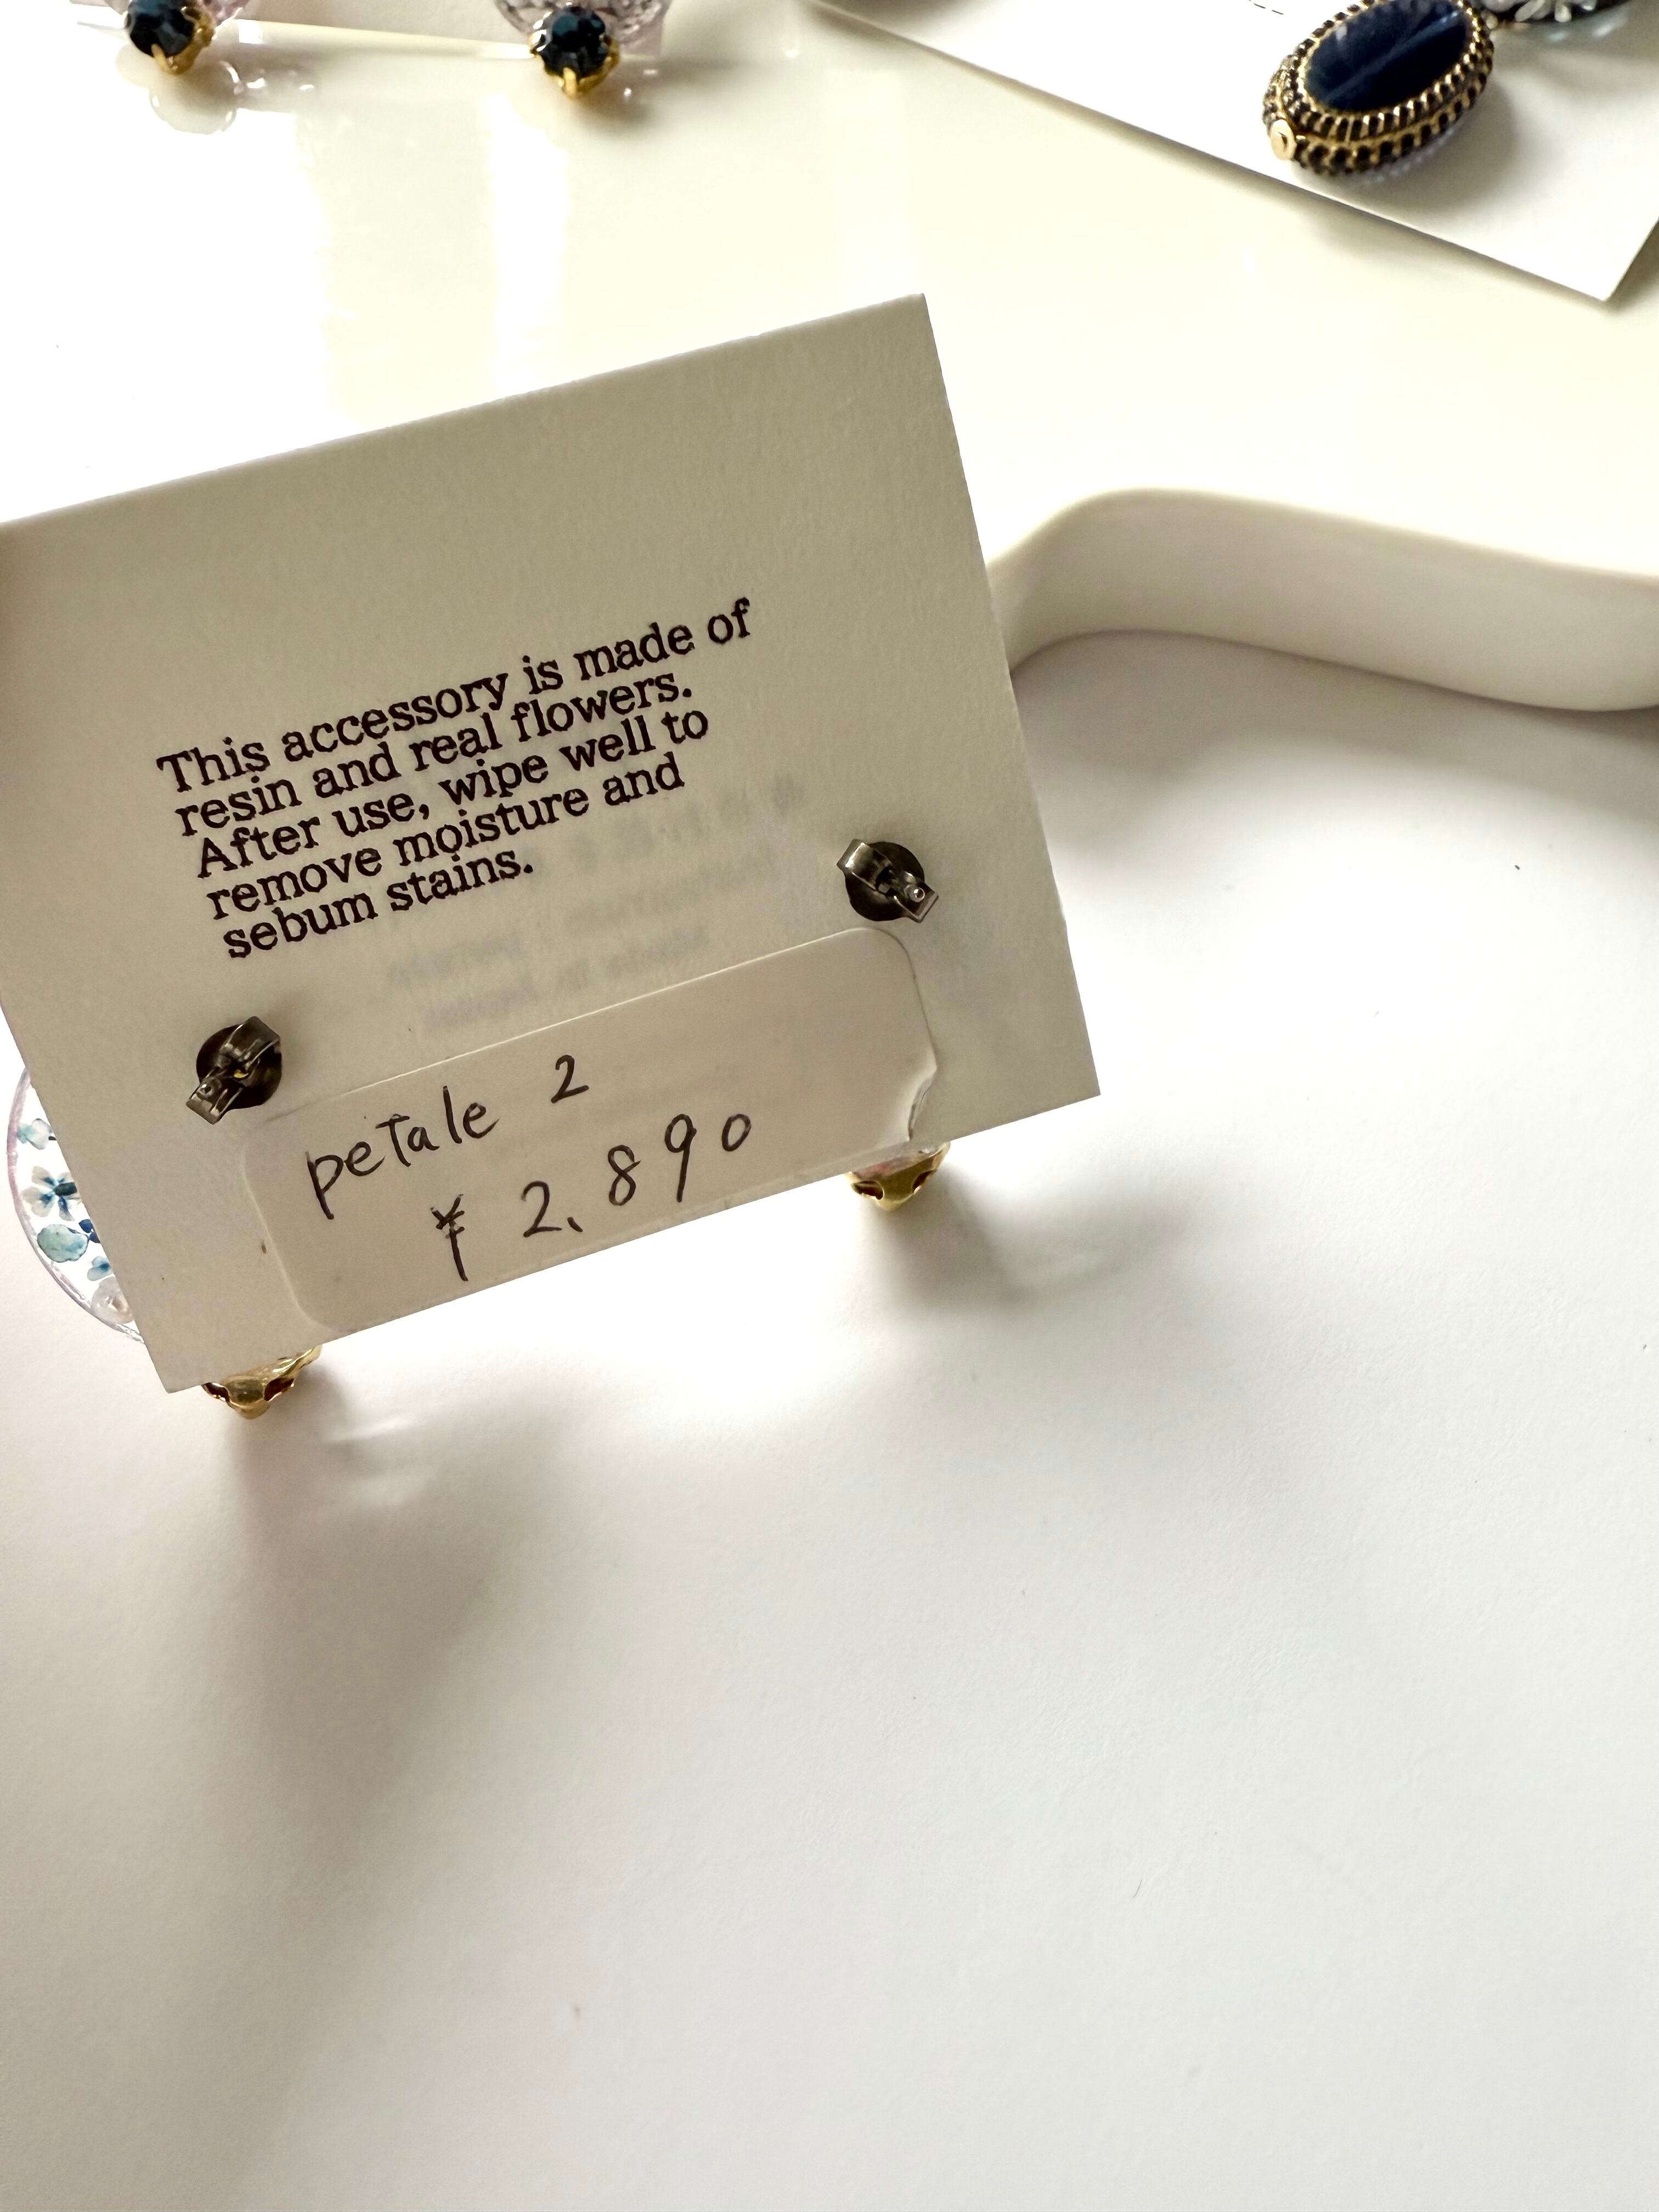 This accessory is made of
resin and real flowers.
After use, wipe well to
remove moisture and
sebum stains.
petale 2
¥ 2,890